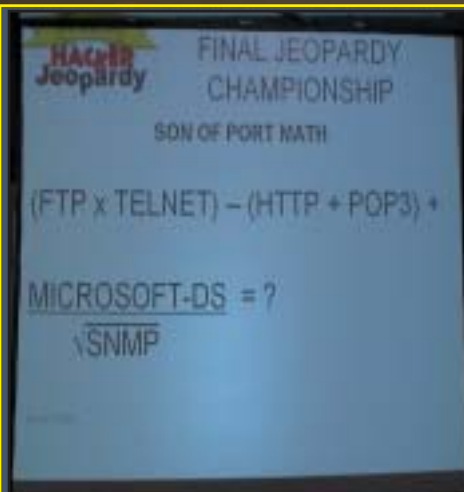 HACKER
Jeopardy
FINAL JEOPARDY
CHAMPIONSHIP
SON OF PORT MATH
(FTP x TELNET) – (HTTP + POP3) +
MICROSOFT-DS = ?
√SNMP